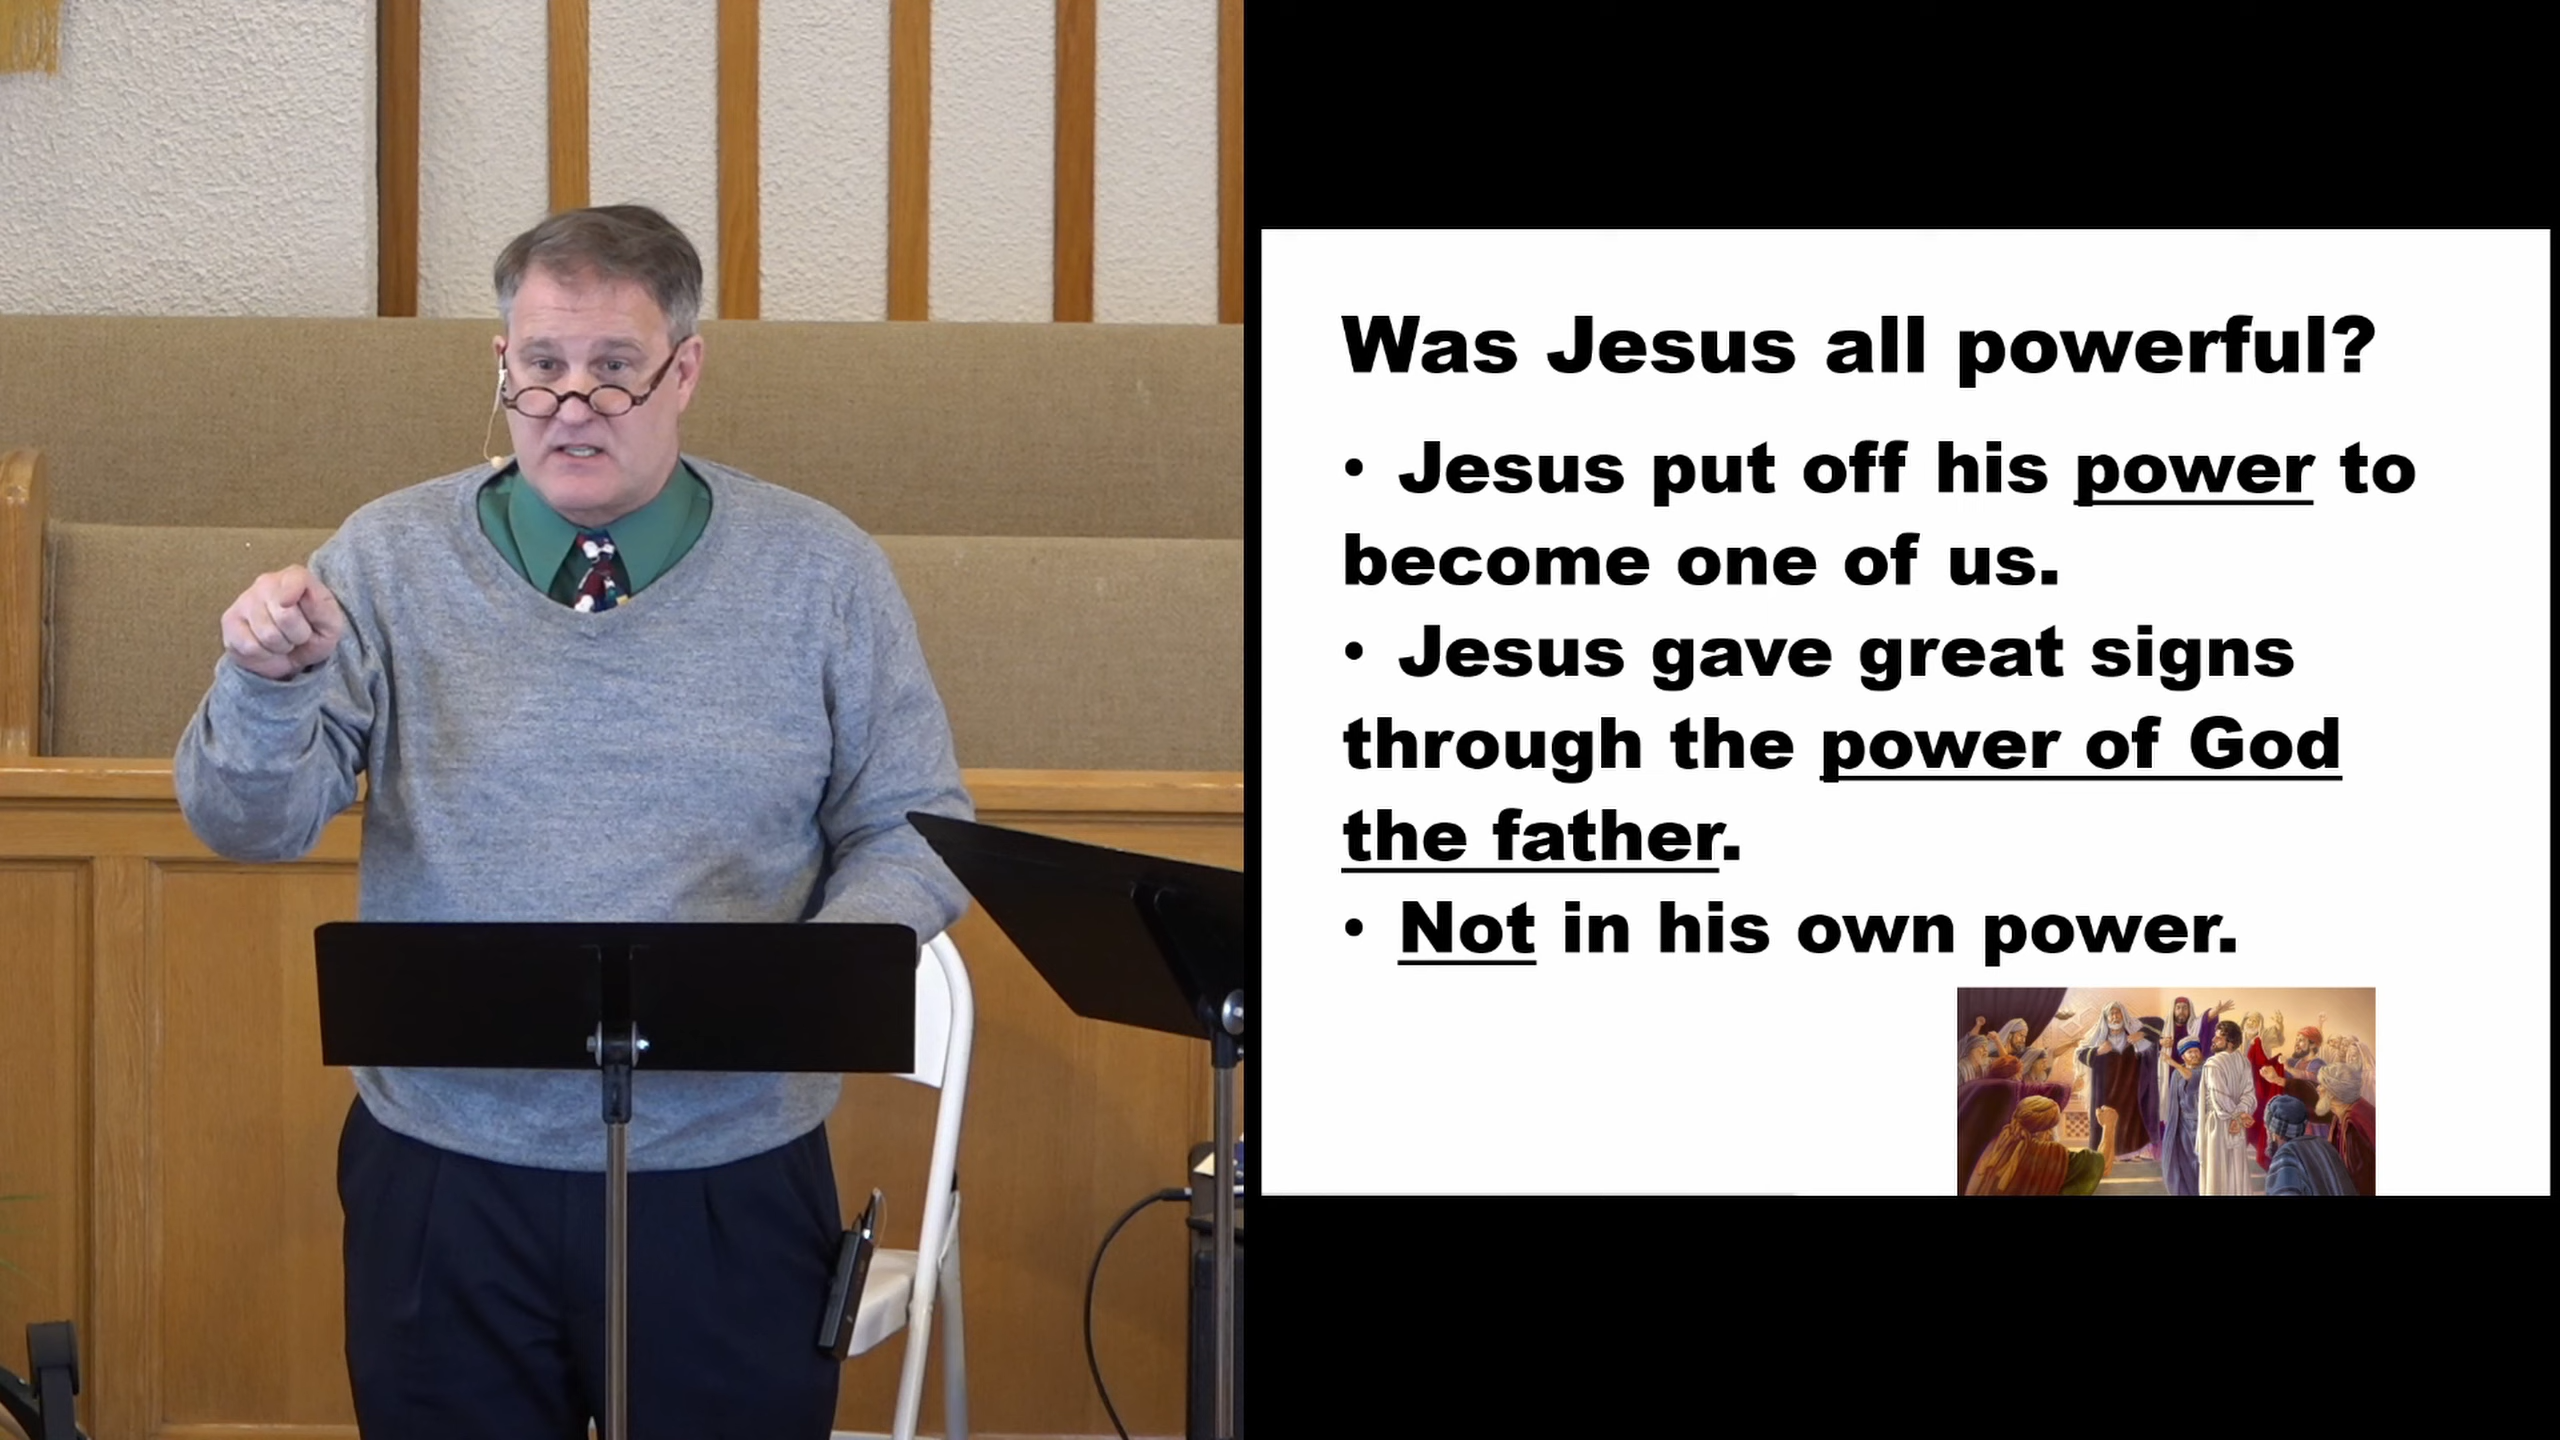 Was Jesus all powerful?
• Jesus put off his power to
become one of us.
• Jesus gave great signs
through the power of God
the father.
• Not in his own power.